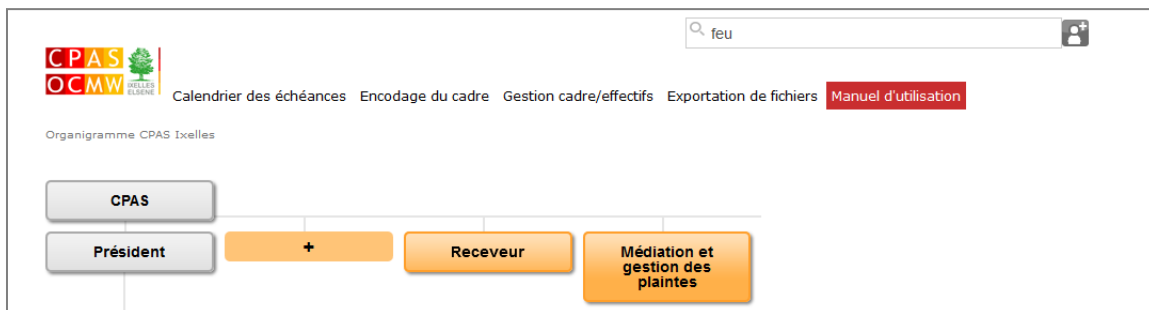 feu
CPAS
OCMW IXELLES ELSENE
Calendrier des échéances Encodage du cadre Gestion cadre/effectifs Exportation de fichiers Manuel d'utilisation
Organigramme CPAS Ixelles
CPAS
Président + Receveur Médiation et
gestion des
plaintes